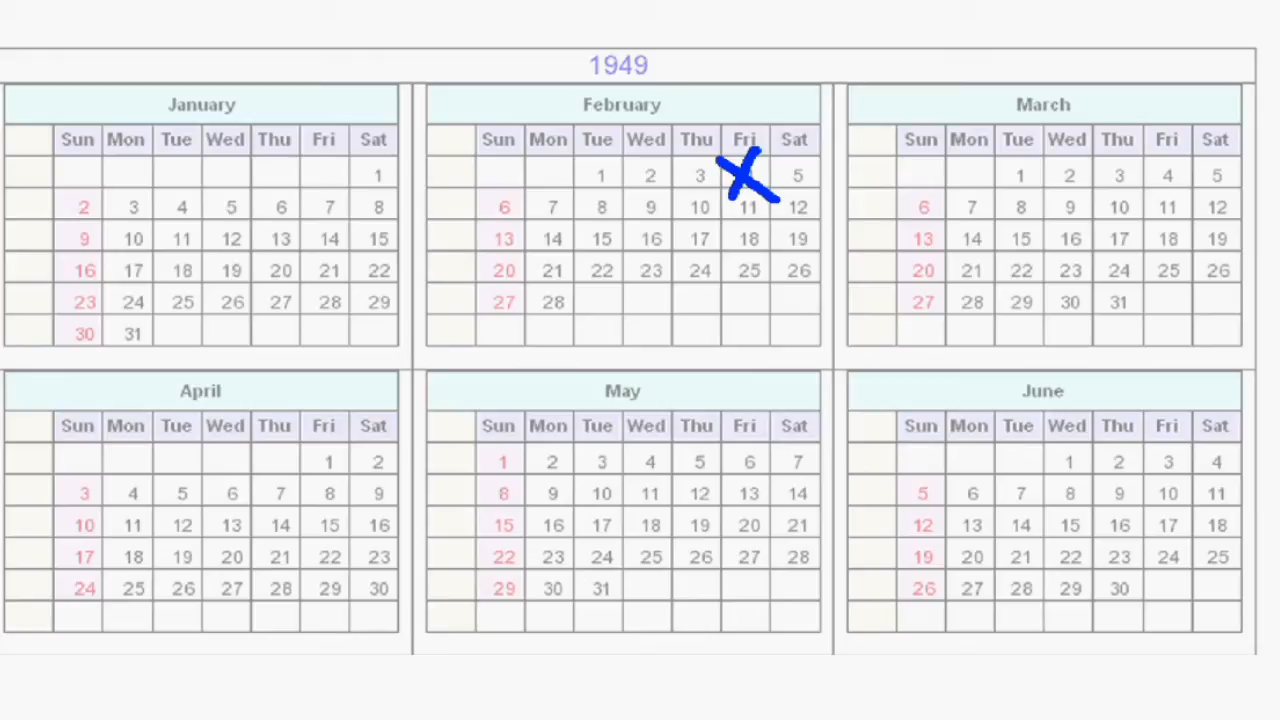 1949
January February March
Sun Mon Tue Wed Thu Fri Sat Sun Mon Tue Wed Thu Fri Sat Sun Mon Tue Wed Thu Fri Sat
1 1 2 3 5 1 2 3 4 5
2 3 4 5 6 7 8 6 7 8 9 10 11 12 6 7 8 9 10 11 12
9 10 11 12 13 14 15 13 14 15 16 17 18 19 13 14 15 16 17 18 19
16 17 18 19 20 21 22 20 21 22 23 24 25 26 20 21 22 23 24 25 26
23 24 25 26 27 28 29 27 28 27 28 29 30 31
30 31
April May June
Sun Mon Tue Wed Thu Fri Sat Sun Mon Tue Wed Thu Fri Sat Sun Mon Tue Wed Thu Fri Sat
1 2 1 2 3 4 5 6 7 1 2 3 4
3 4 5 6 7 8 9 8 9 10 11 12 13 14 5 6 7 8 9 10 11
10 11 12 13 14 15 16 15 16 17 18 19 20 21 12 13 14 15 16 17 18
17 18 19 20 21 22 23 22 23 24 25 26 27 28 19 20 21 22 23 24 25
24 25 26 27 28 29 30 29 30 31 26 27 28 29 30